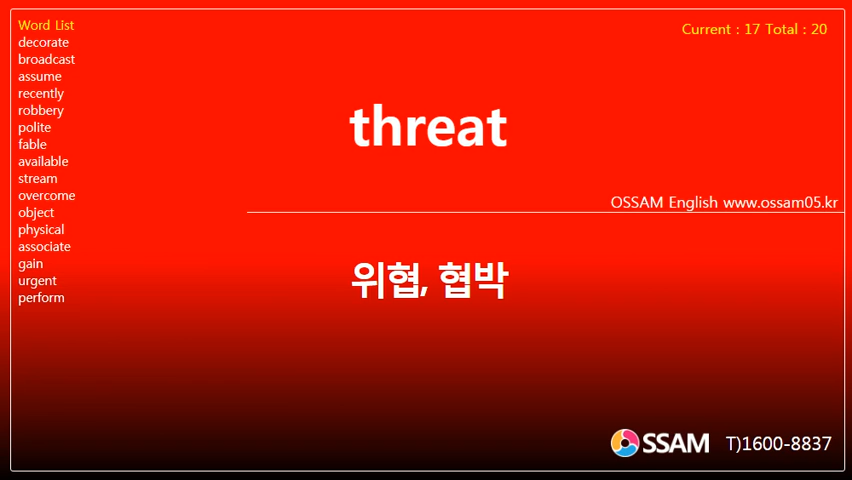 Word List
decorate
broadcast
assume
recently
robbery
polite
fable
available
stream
overcome
object
physical
associate
gain
urgent
perform
Current : 17 Total : 20
threat
OSSAM English www.ossam05.kr
위협, 협박
OSSAM T)1600-8837